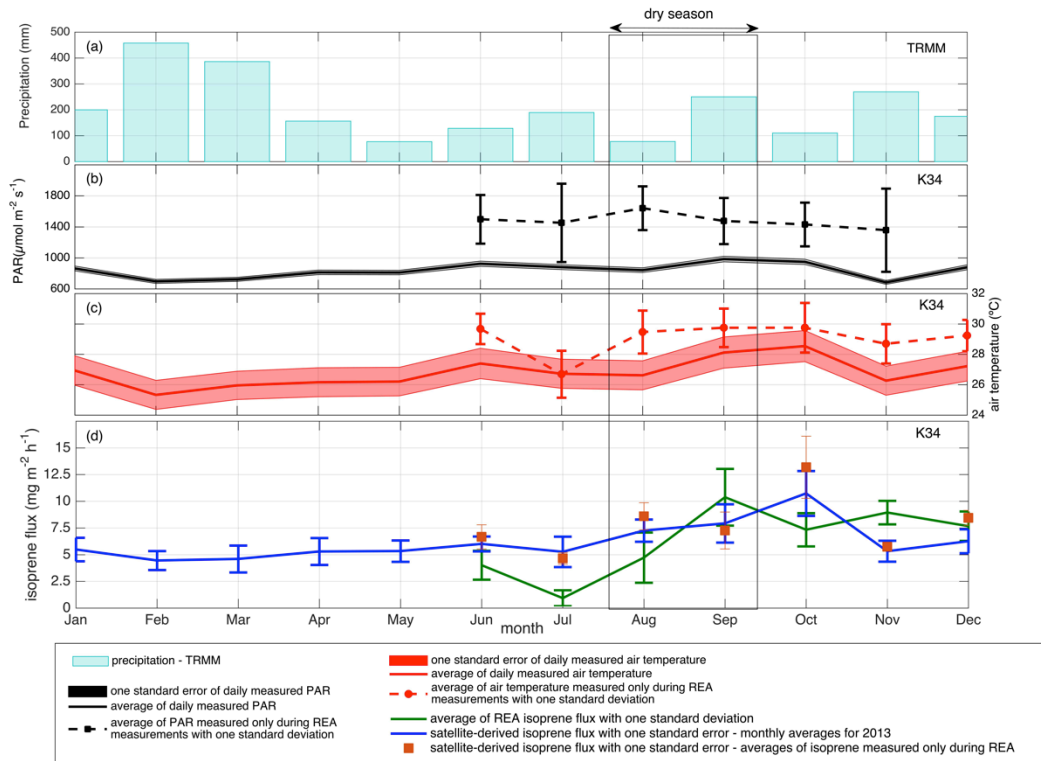 dry season
500
400
300
200
100
0
Precipitation (mm)
(a)
TRMM
1800
1400
1000
600
PAR(μmol m⁻² s⁻¹)
(b)
K34
(c)
K34
32
30
28
26
24
air temperature (°C)
(d)
K34
15
12.5
10
7.5
5
2.5
0
isoprene flux (mg m⁻² h⁻¹)
Jan Feb Mar Apr May Jun Jul Aug Sep Oct Nov Dec
month
precipitation - TRMM
one standard error of daily measured PAR
average of daily measured PAR
average of PAR measured only during REA
measurements with one standard deviation
one standard error of daily measured air temperature
average of daily measured air temperature
average of air temperature measured only during REA
measurements with one standard deviation
average of REA isoprene flux with one standard deviation
satellite-derived isoprene flux with one standard error - monthly averages for 2013
satellite-derived isoprene flux with one standard error - averages of isoprene measured only during REA